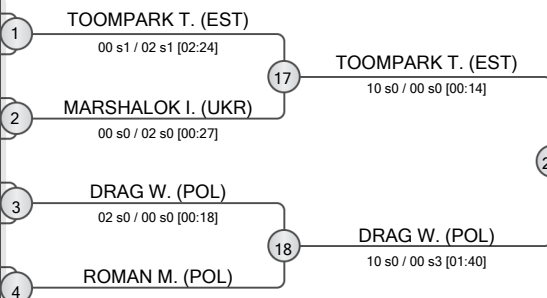 1
TOOMPARK T. (EST)
00 s1 / 02 s1 [02:24]
17
TOOMPARK T. (EST)
10 s0 / 00 s0 [00:14]
2
MARSHALOK I. (UKR)
00 s0 / 02 s0 [00:27]
3
DRAG W. (POL)
02 s0 / 00 s0 [00:18]
18
DRAG W. (POL)
10 s0 / 00 s3 [01:40]
4
ROMAN M. (POL)